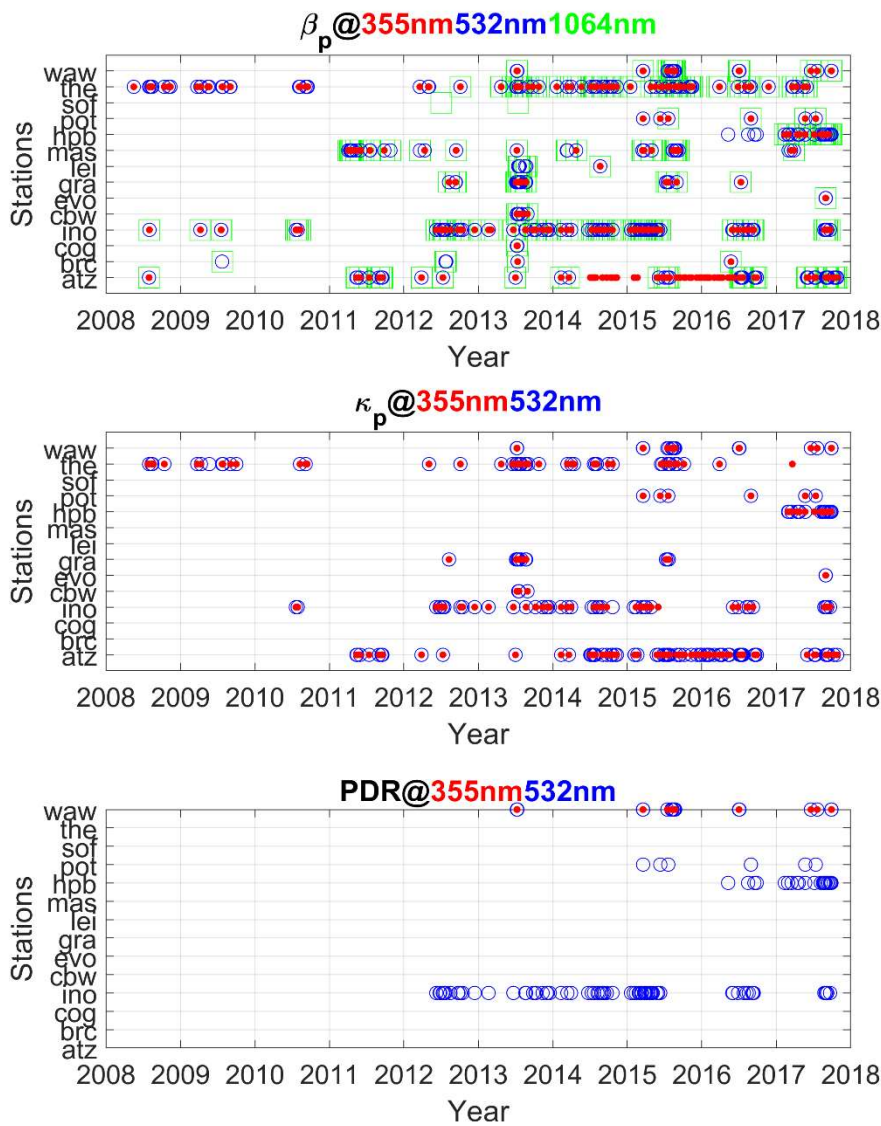 βp@355nm532nm1064nm
waw
the
sof
pot
hpb
mas
lei
gra
evo
cbw
ino
cog
brc
atz
Stations
2008 2009 2010 2011 2012 2013 2014 2015 2016 2017 2018
Year
κp@355nm532nm
waw
the
sof
pot
hpb
mas
lei
gra
evo
cbw
ino
cog
brc
atz
Stations
2008 2009 2010 2011 2012 2013 2014 2015 2016 2017 2018
Year
PDR@355nm532nm
waw
the
sof
pot
hpb
mas
lei
gra
evo
cbw
ino
cog
brc
atz
Stations
2008 2009 2010 2011 2012 2013 2014 2015 2016 2017 2018
Year